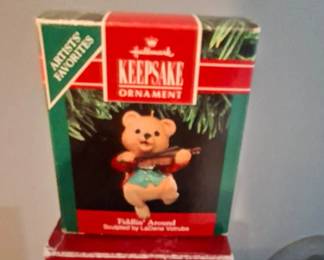 ARTISTS'
FAVORITES
Hallmark
KEEPSAKE
ORNAMENT
Fiddlin' Around
Sculpted by LaDene Votruba